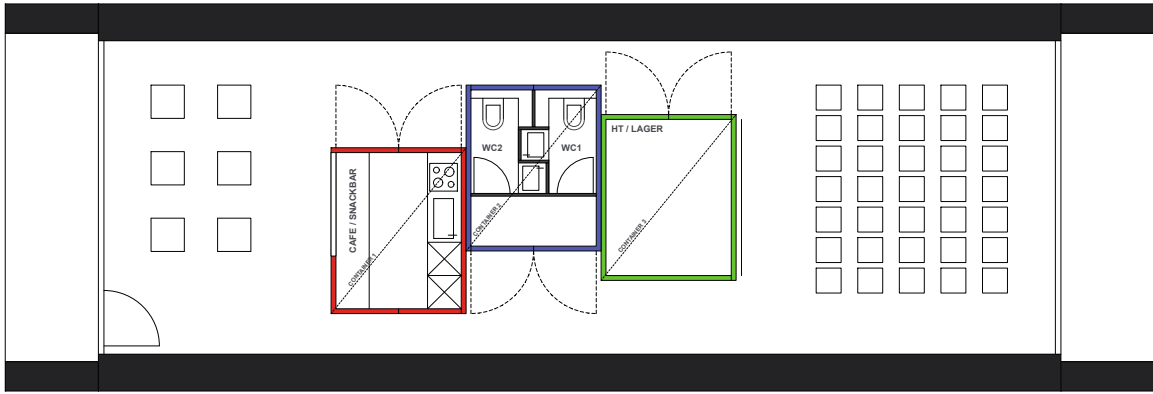 HT / LAGER
WC2
WC1
CAFE / SNACKBAR
CONTAINER 1
CONTAINER 2
CONTAINER 3